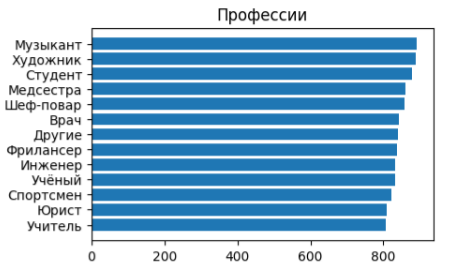 Профессии
Музыкант
Художник
Студент
Медсестра
Шеф-повар
Врач
Другие
Фрилансер
Инженер
Учёный
Спортсмен
Юрист
Учитель
0 200 400 600 800